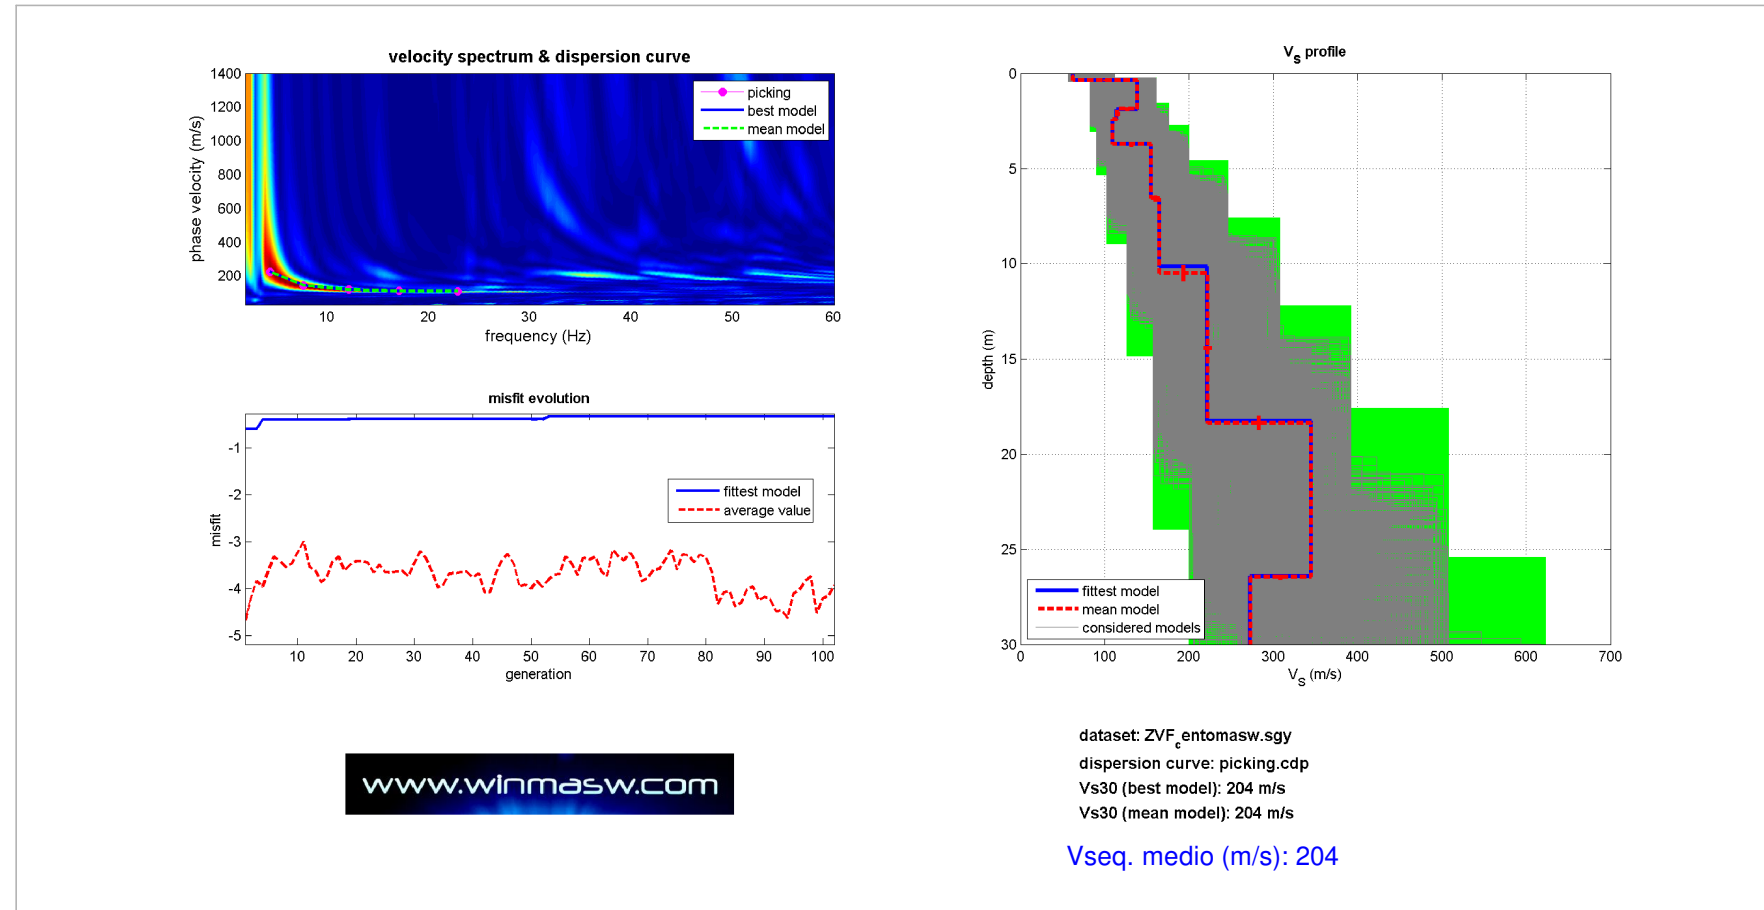 velocity spectrum & dispersion curve
1400
1200
1000
800
600
400
200
phase velocity (m/s)
picking
best model
mean model
10 20 30 40 50 60
frequency (Hz)
misfit evolution
-1
-2
-3
-4
-5
misfit
fittest model
average value
10 20 30 40 50 60 70 80 90 100
generation
www.winmasw.com
VS profile
0
5
10
15
20
25
30
depth (m)
fittest model
mean model
considered models
0 100 200 300 400 500 600 700
VS (m/s)
dataset: ZVFcentomasw.sgy
dispersion curve: picking.cdp
Vs30 (best model): 204 m/s
Vs30 (mean model): 204 m/s
Vseq. medio (m/s): 204